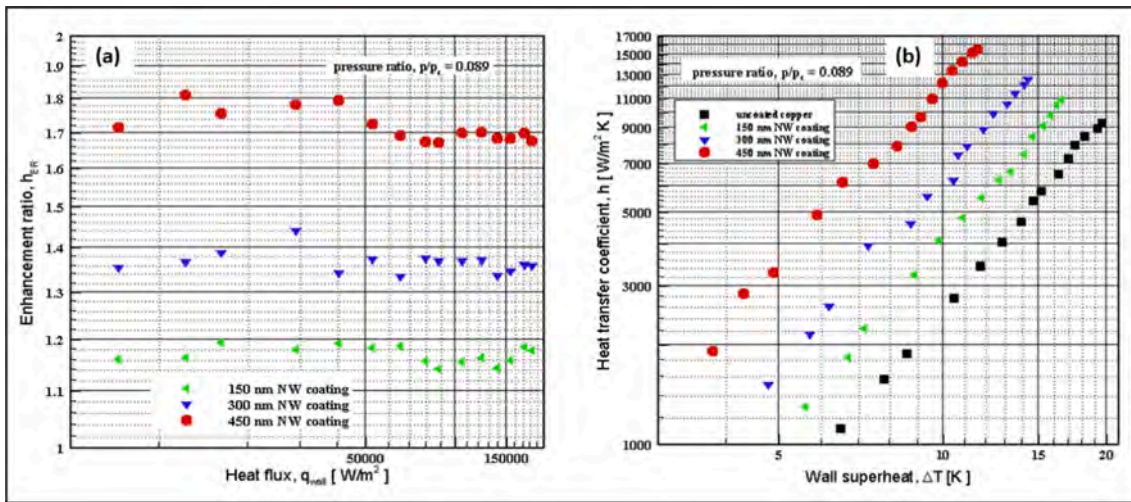 (a)
pressure ratio, p/pc = 0.089
2
1.9
1.8
1.7
1.6
1.5
1.4
1.3
1.2
1.1
1
Enhancement ratio, hER
150 nm NW coating
300 nm NW coating
450 nm NW coating
50000
150000
Heat flux, qwall [ W/m2 ]
(b)
pressure ratio, p/pc = 0.089
uncoated copper
150 nm NW coating
300 nm NW coating
450 nm NW coating
17000
15000
13000
11000
9000
7000
5000
3000
1000
Heat transfer coefficient, h [ W/m2 K ]
5
10
15
20
Wall superheat, ΔT [K ]